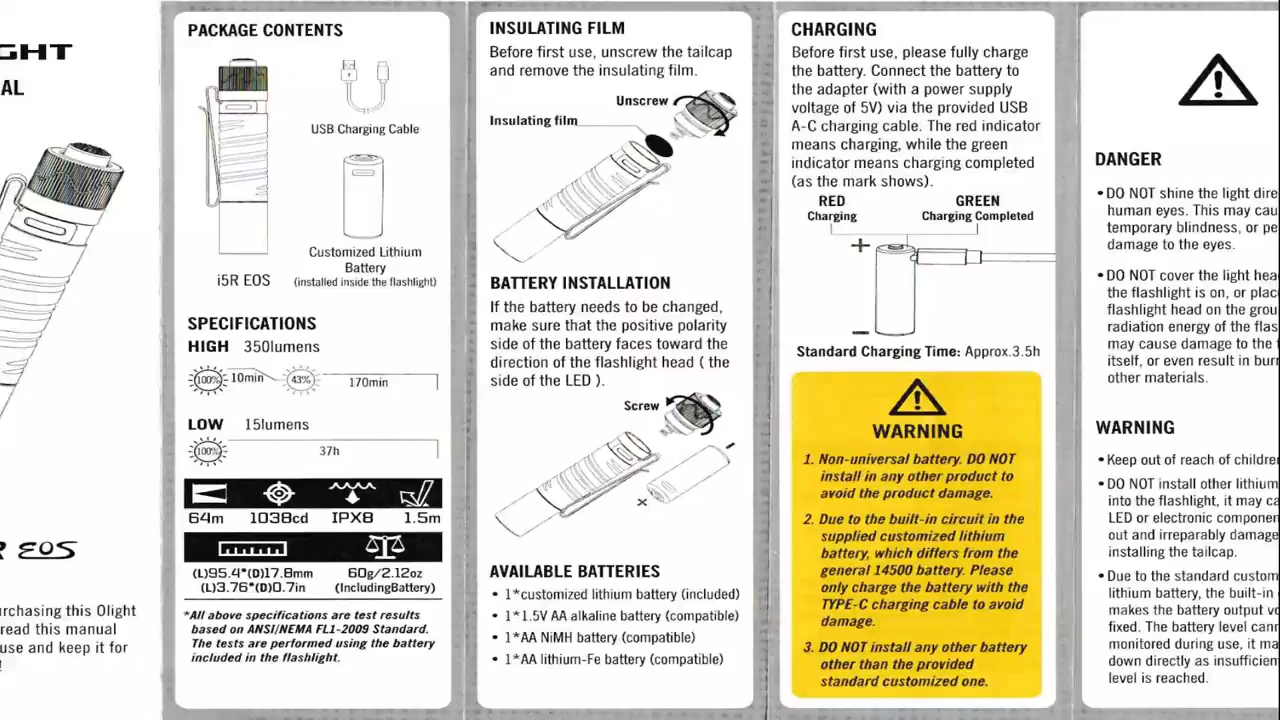 AL
PACKAGE CONTENTS
USB Charging Cable
Customized Lithium
Battery
i5R EOS
(installed inside the flashlight)
SPECIFICATIONS
HIGH 350lumens
100% 10min 43% 170min
LOW 15lumens
100% 37h
64m 1038cd IPX8 1.5m
(L)95.4*(D)17.8mm
(L)3.76*(D)0.7in
60g/2.12oz
(IncludingBattery)
*All above specifications are test results
based on ANSI/NEMA FL1-2009 Standard.
The tests are performed using the battery
included in the flashlight.
R EOS
urchasing this Olight
read this manual
use and keep it for
!
INSULATING FILM
Before first use, unscrew the tailcap
and remove the insulating film.
Unscrew
Insulating film
BATTERY INSTALLATION
If the battery needs to be changed,
make sure that the positive polarity
side of the battery faces toward the
direction of the flashlight head ( the
side of the LED ).
Screw
AVAILABLE BATTERIES
• 1*customized lithium battery (included)
• 1*1.5V AA alkaline battery (compatible)
• 1*AA NiMH battery (compatible)
• 1*AA lithium-Fe battery (compatible)
CHARGING
Before first use, please fully charge
the battery. Connect the battery to
the adapter (with a power supply
voltage of 5V) via the provided USB
A-C charging cable. The red indicator
means charging, while the green
indicator means charging completed
(as the mark shows).
RED
Charging
GREEN
Charging Completed
Standard Charging Time: Approx.3.5h
WARNING
1. Non-universal battery. DO NOT
install in any other product to
avoid the product damage.
2. Due to the built-in circuit in the
supplied customized lithium
battery, which differs from the
general 14500 battery. Please
only charge the battery with the
TYPE-C charging cable to avoid
damage.
3. DO NOT install any other battery
other than the provided
standard customized one.
DANGER
• DO NOT shine the light dire
human eyes. This may cau
temporary blindness, or pe
damage to the eyes.
• DO NOT cover the light hea
the flashlight is on, or plac
flashlight head on the grou
radiation energy of the flas
may cause damage to the
itself, or even result in bur
other materials.
WARNING
• Keep out of reach of childre
• DO NOT install other lithium
into the flashlight, it may ca
LED or electronic componen
out and irreparably damage
installing the tailcap.
• Due to the standard custom
lithium battery, the built-in
makes the battery output vo
fixed. The battery level cann
monitored during use, it ma
down directly as insufficien
level is reached.